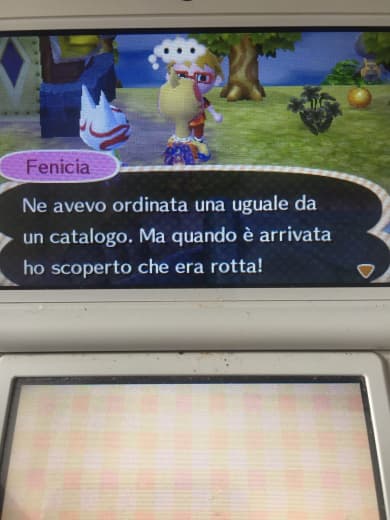 Fenicia
Ne avevo ordinata una uguale da
un catalogo. Ma quando è arrivata
ho scoperto che era rotta!